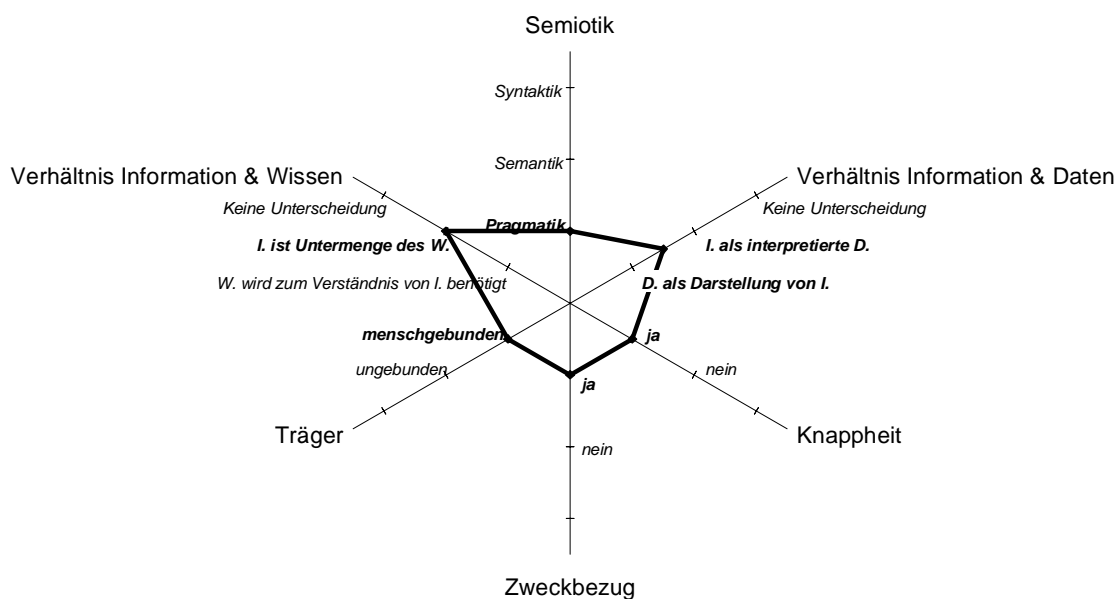 Semiotik
Syntaktik
Semantik
Verhältnis Information & Wissen
Verhältnis Information & Daten
Keine Unterscheidung
Keine Unterscheidung
Pragmatik
I. ist Untermenge des W.
I. als interpretierte D.
W. wird zum Verständnis von I. benötigt
D. als Darstellung von I.
menschgebunden
ja
ungebunden
nein
ja
Träger
Knappheit
nein
Zweckbezug